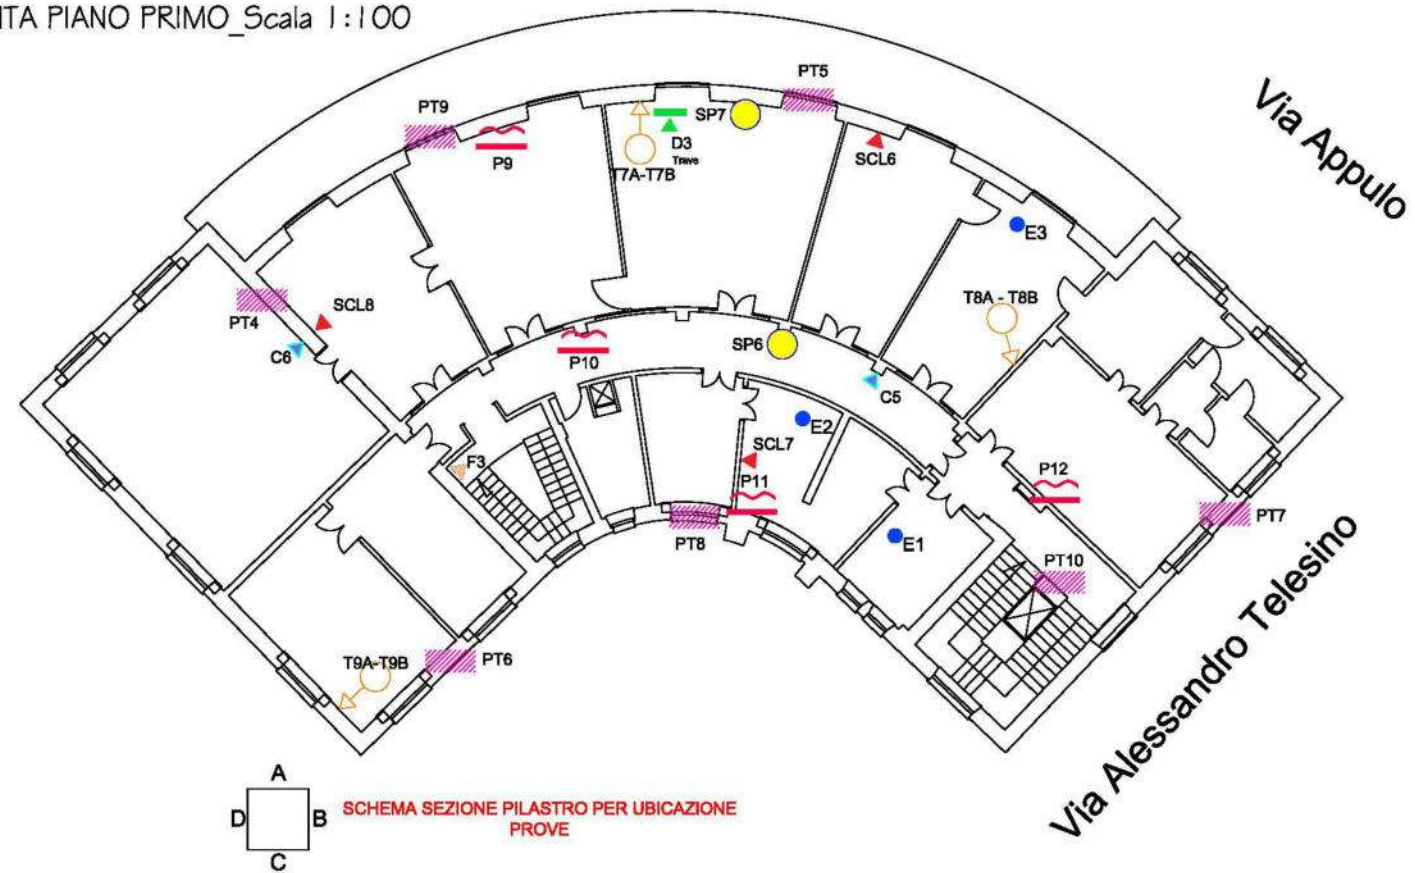 ITA PIANO PRIMO_Scala 1:100
PT5
Via Appulo
PT9
SP7
D3
Trave
P9
T7A-T7B
SCL6
E3
T8A - T8B
SCL8
PT4
C6
P10
SP6
C5
E2
SCL7
F3
P11
P12
PT7
PT8
E1
PT10
T9A-T9B
PT6
Via Alessandro Telesino
A
D
B
C
SCHEMA SEZIONE PILASTRO PER UBICAZIONE
PROVE